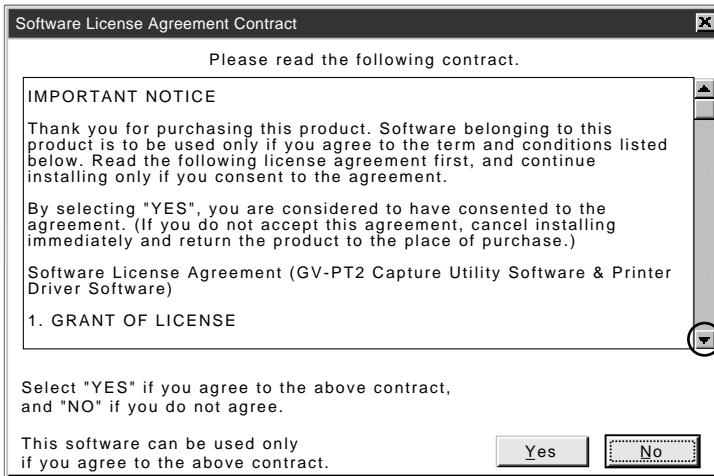 Software License Agreement Contract
Please read the following contract.
IMPORTANT NOTICE
Thank you for purchasing this product. Software belonging to this
product is to be used only if you agree to the term and conditions listed
below. Read the following license agreement first, and continue
installing only if you consent to the agreement.
By selecting "YES", you are considered to have consented to the
agreement. (If you do not accept this agreement, cancel installing
immediately and return the product to the place of purchase.)
Software License Agreement (GV-PT2 Capture Utility Software & Printer
Driver Software)
1. GRANT OF LICENSE
Select "YES" if you agree to the above contract,
and "NO" if you do not agree.
This software can be used only
if you agree to the above contract.
Yes
No